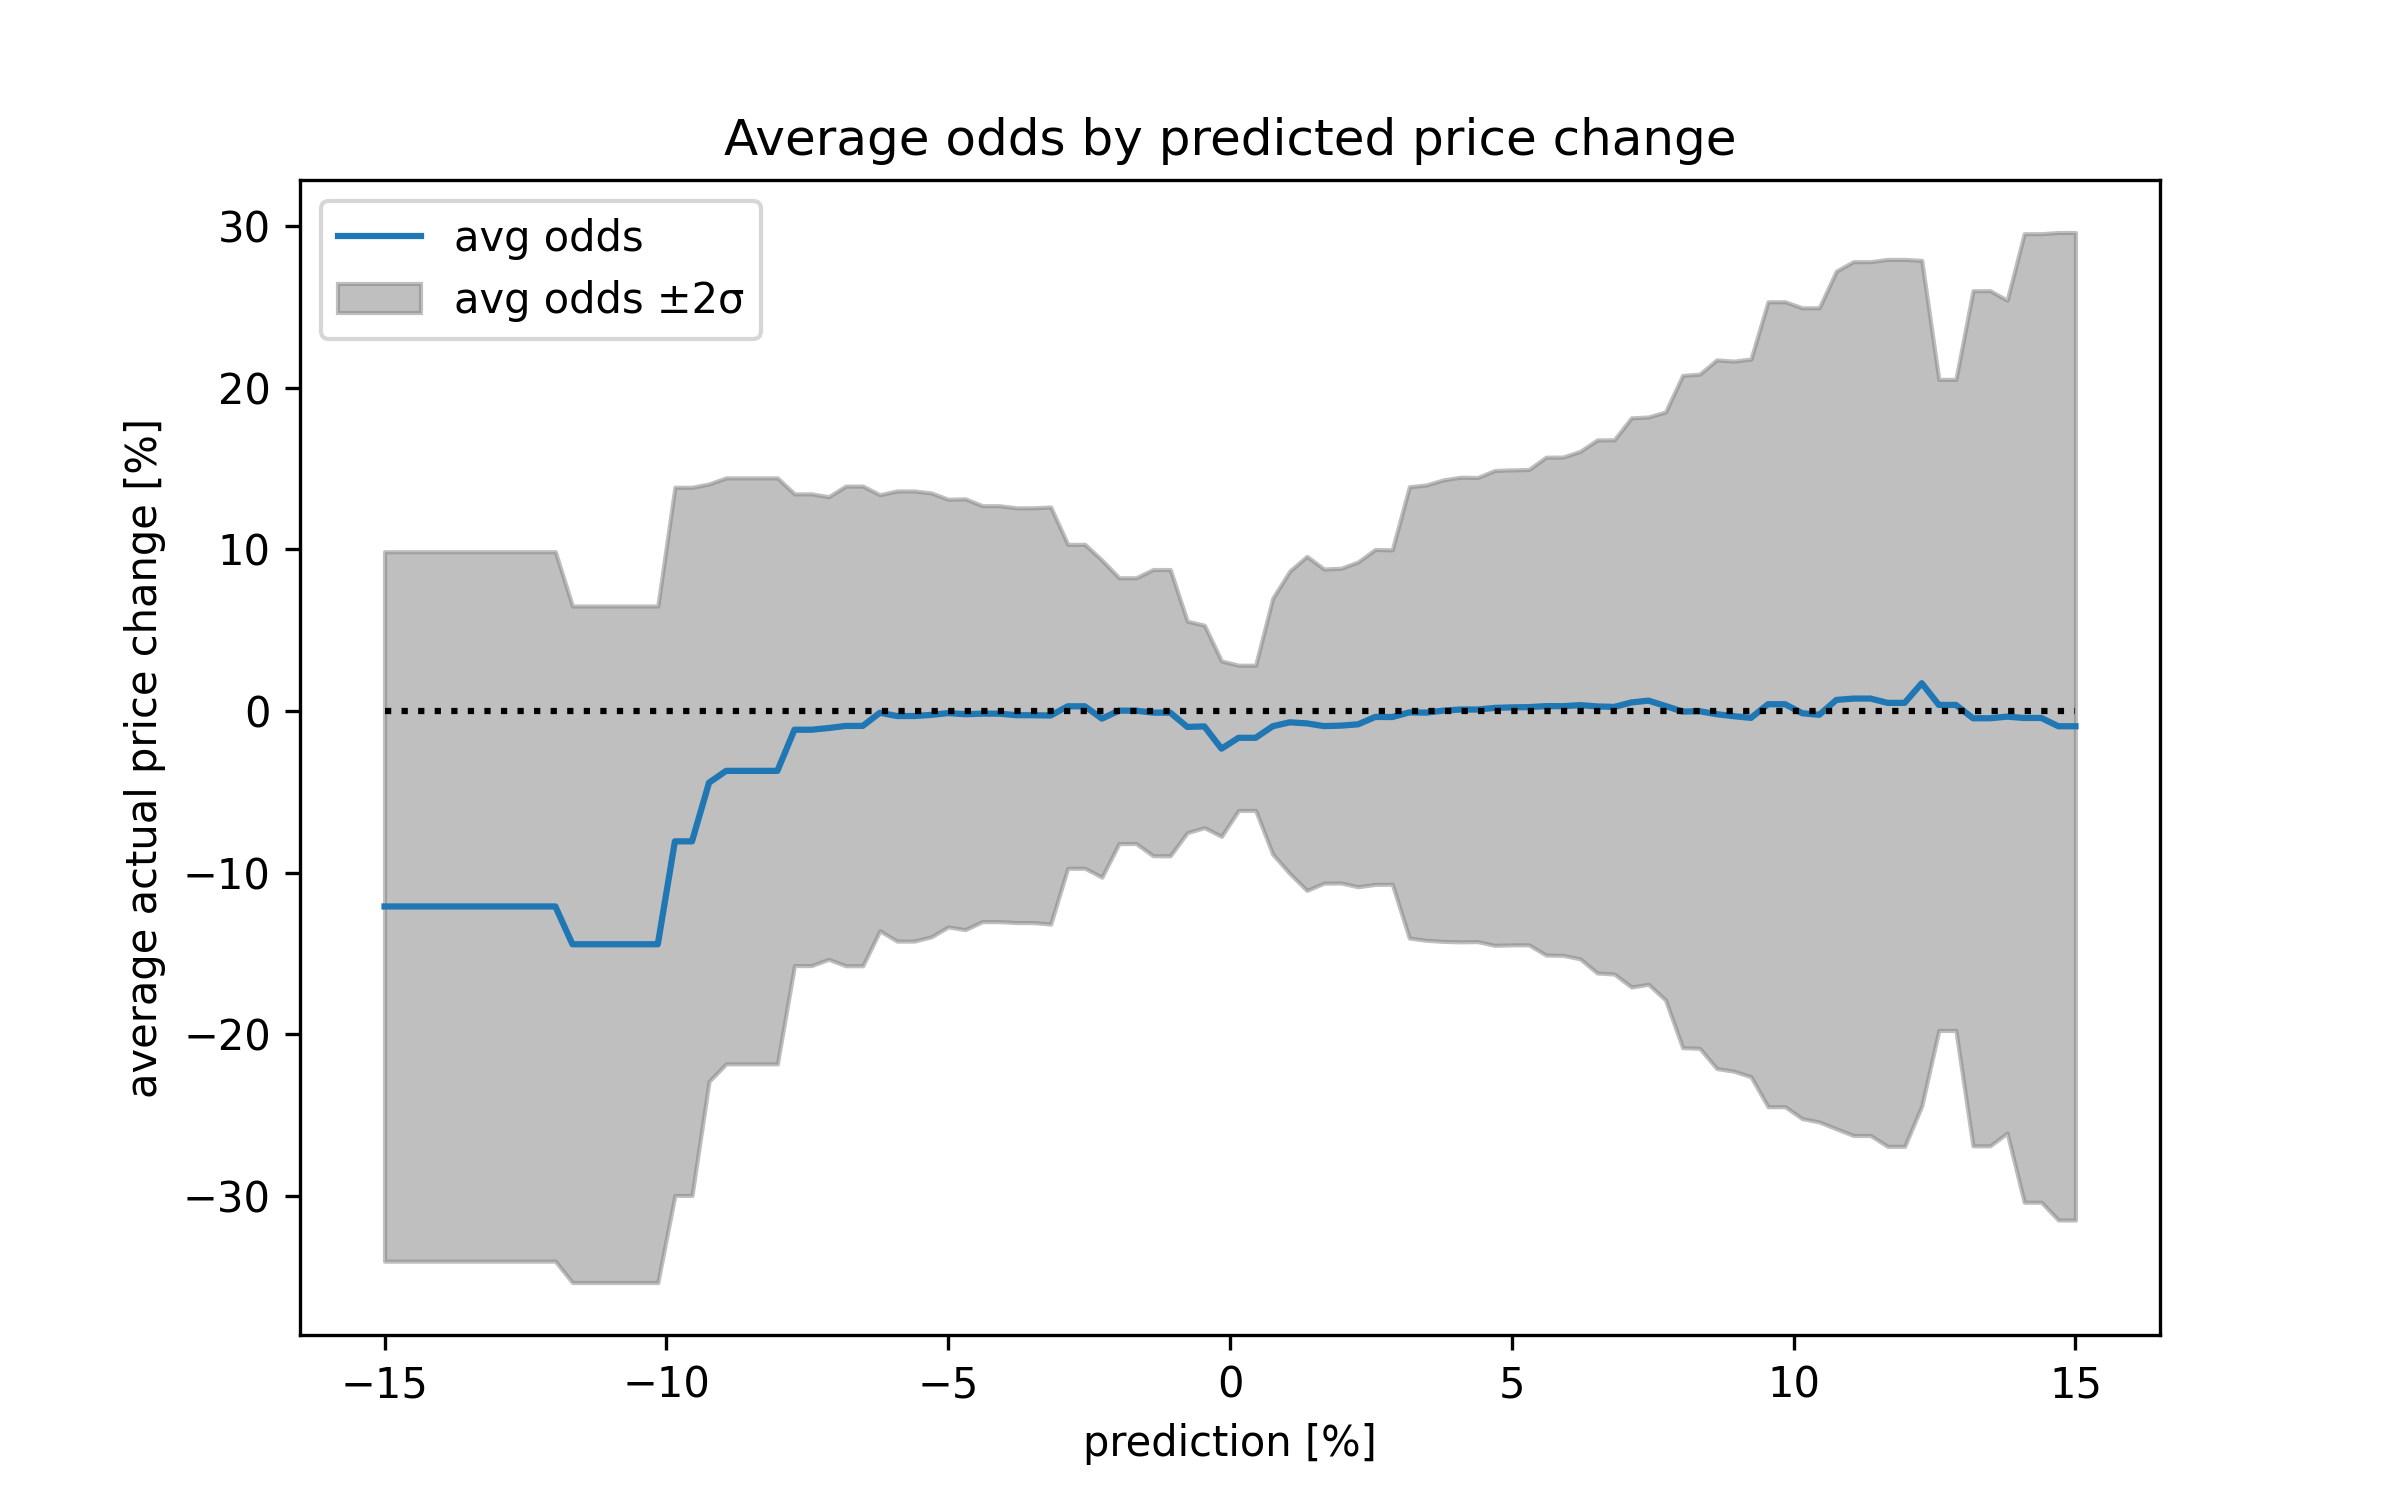 Average odds by predicted price change
avg odds
avg odds ±2σ
average actual price change [%]
30
20
10
0
−10
−20
−30
−15
−10
−5
0
5
10
15
prediction [%]